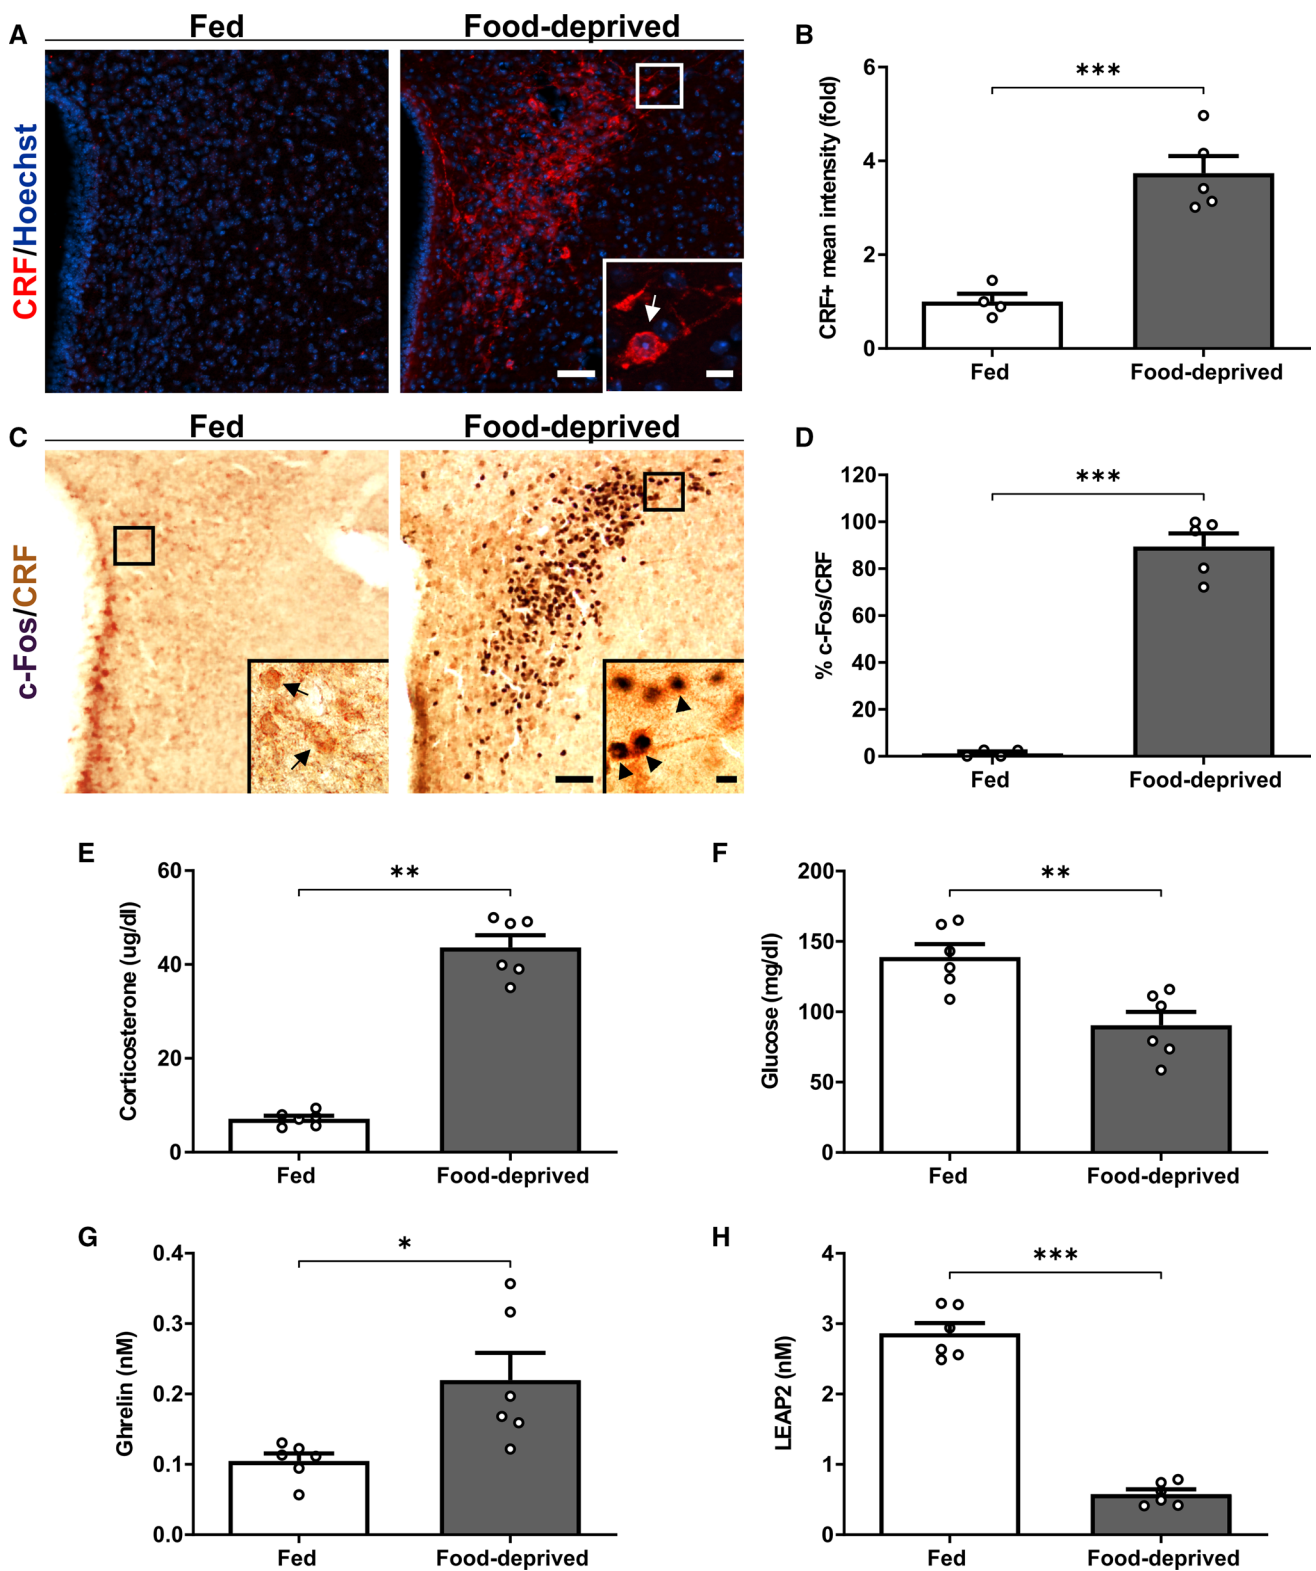 A
Fed
Food-deprived
CRF/Hoechst
B
CRF+ mean intensity (fold)
6
4
2
0
***
Fed
Food-deprived
C
Fed
Food-deprived
c-Fos/CRF
D
% c-Fos/CRF
120
100
80
60
40
20
0
***
Fed
Food-deprived
E
Corticosterone (ug/dl)
60
40
20
0
**
Fed
Food-deprived
F
Glucose (mg/dl)
200
150
100
50
0
**
Fed
Food-deprived
G
Ghrelin (nM)
0.4
0.3
0.2
0.1
0.0
*
Fed
Food-deprived
H
LEAP2 (nM)
4
3
2
1
0
***
Fed
Food-deprived